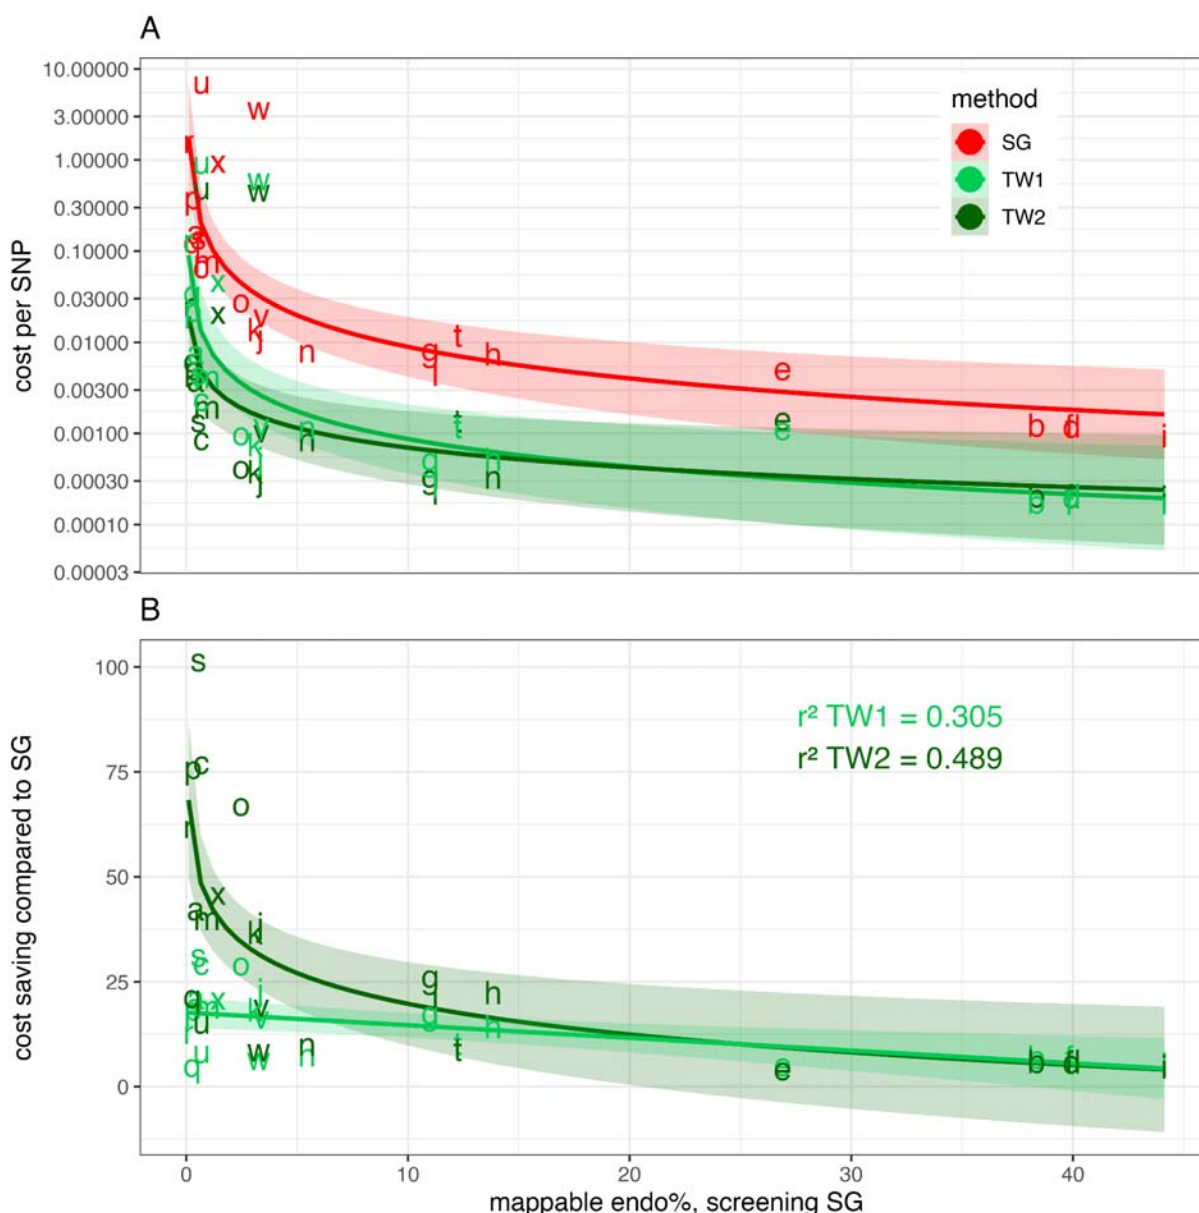 A
10.00000
3.00000
1.00000
0.30000
0.10000
0.03000
0.01000
0.00300
0.00100
0.00030
0.00010
0.00003
cost per SNP
method
SG
TW1
TW2
u
w
x
u
w
u
w
p
x
x
m
o
v
k
j
n
g
t
h
e
b
d
i
m
c
o
k
j
n
g
t
h
e
b
B
100
75
50
25
0
cost saving compared to SG
r² TW1 = 0.305
r² TW2 = 0.489
s
p
c
o
r
x
a
m
k
j
s
c
o
x
g
h
q
u
v
w
n
t
e
b
d
i
0
10
20
30
40
mappable endo%, screening SG